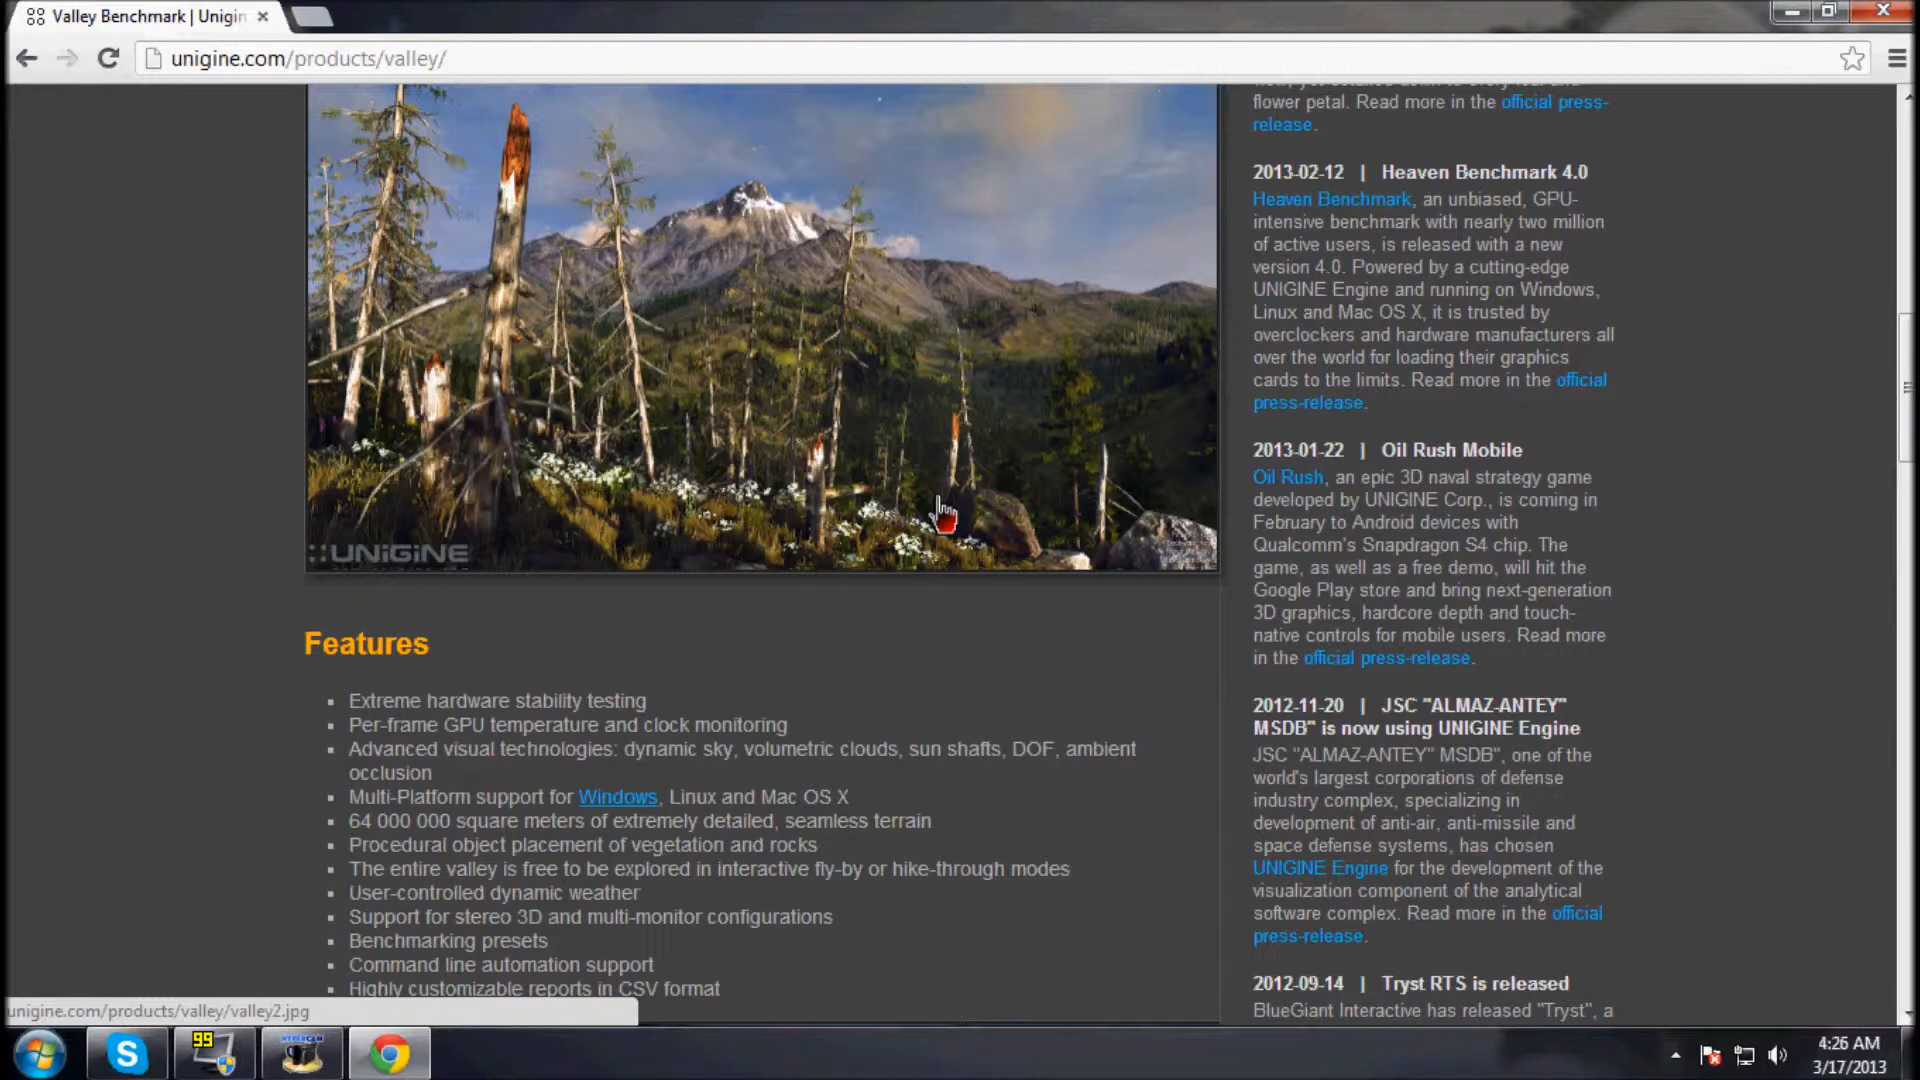 Valley Benchmark | Unigin
unigine.com/products/valley/
::UNiGiNE
Features
Extreme hardware stability testing
Per-frame GPU temperature and clock monitoring
Advanced visual technologies: dynamic sky, volumetric clouds, sun shafts, DOF, ambient
occlusion
Multi-Platform support for Windows, Linux and Mac OS X
64 000 000 square meters of extremely detailed, seamless terrain
Procedural object placement of vegetation and rocks
The entire valley is free to be explored in interactive fly-by or hike-through modes
User-controlled dynamic weather
Support for stereo 3D and multi-monitor configurations
Benchmarking presets
Command line automation support
Highly customizable reports in CSV format
flower petal. Read more in the official press-
release.
2013-02-12 | Heaven Benchmark 4.0
Heaven Benchmark, an unbiased, GPU-
intensive benchmark with nearly two million
of active users, is released with a new
version 4.0. Powered by a cutting-edge
UNIGINE Engine and running on Windows,
Linux and Mac OS X, it is trusted by
overclockers and hardware manufacturers all
over the world for loading their graphics
cards to the limits. Read more in the official
press-release.
2013-01-22 | Oil Rush Mobile
Oil Rush, an epic 3D naval strategy game
developed by UNIGINE Corp., is coming in
February to Android devices with
Qualcomm's Snapdragon S4 chip. The
game, as well as a free demo, will hit the
Google Play store and bring next-generation
3D graphics, hardcore depth and touch-
native controls for mobile users. Read more
in the official press-release.
2012-11-20 | JSC "ALMAZ-ANTEY"
MSDB" is now using UNIGINE Engine
JSC "ALMAZ-ANTEY" MSDB", one of the
world's largest corporations of defense
industry complex, specializing in
development of anti-air, anti-missile and
space defense systems, has chosen
UNIGINE Engine for the development of the
visualization component of the analytical
software complex. Read more in the official
press-release.
2012-09-14 | Tryst RTS is released
BlueGiant Interactive has released "Tryst", a
unigine.com/products/valley/valley2.jpg
99
HYPERCAM
4:26 AM
3/17/2013